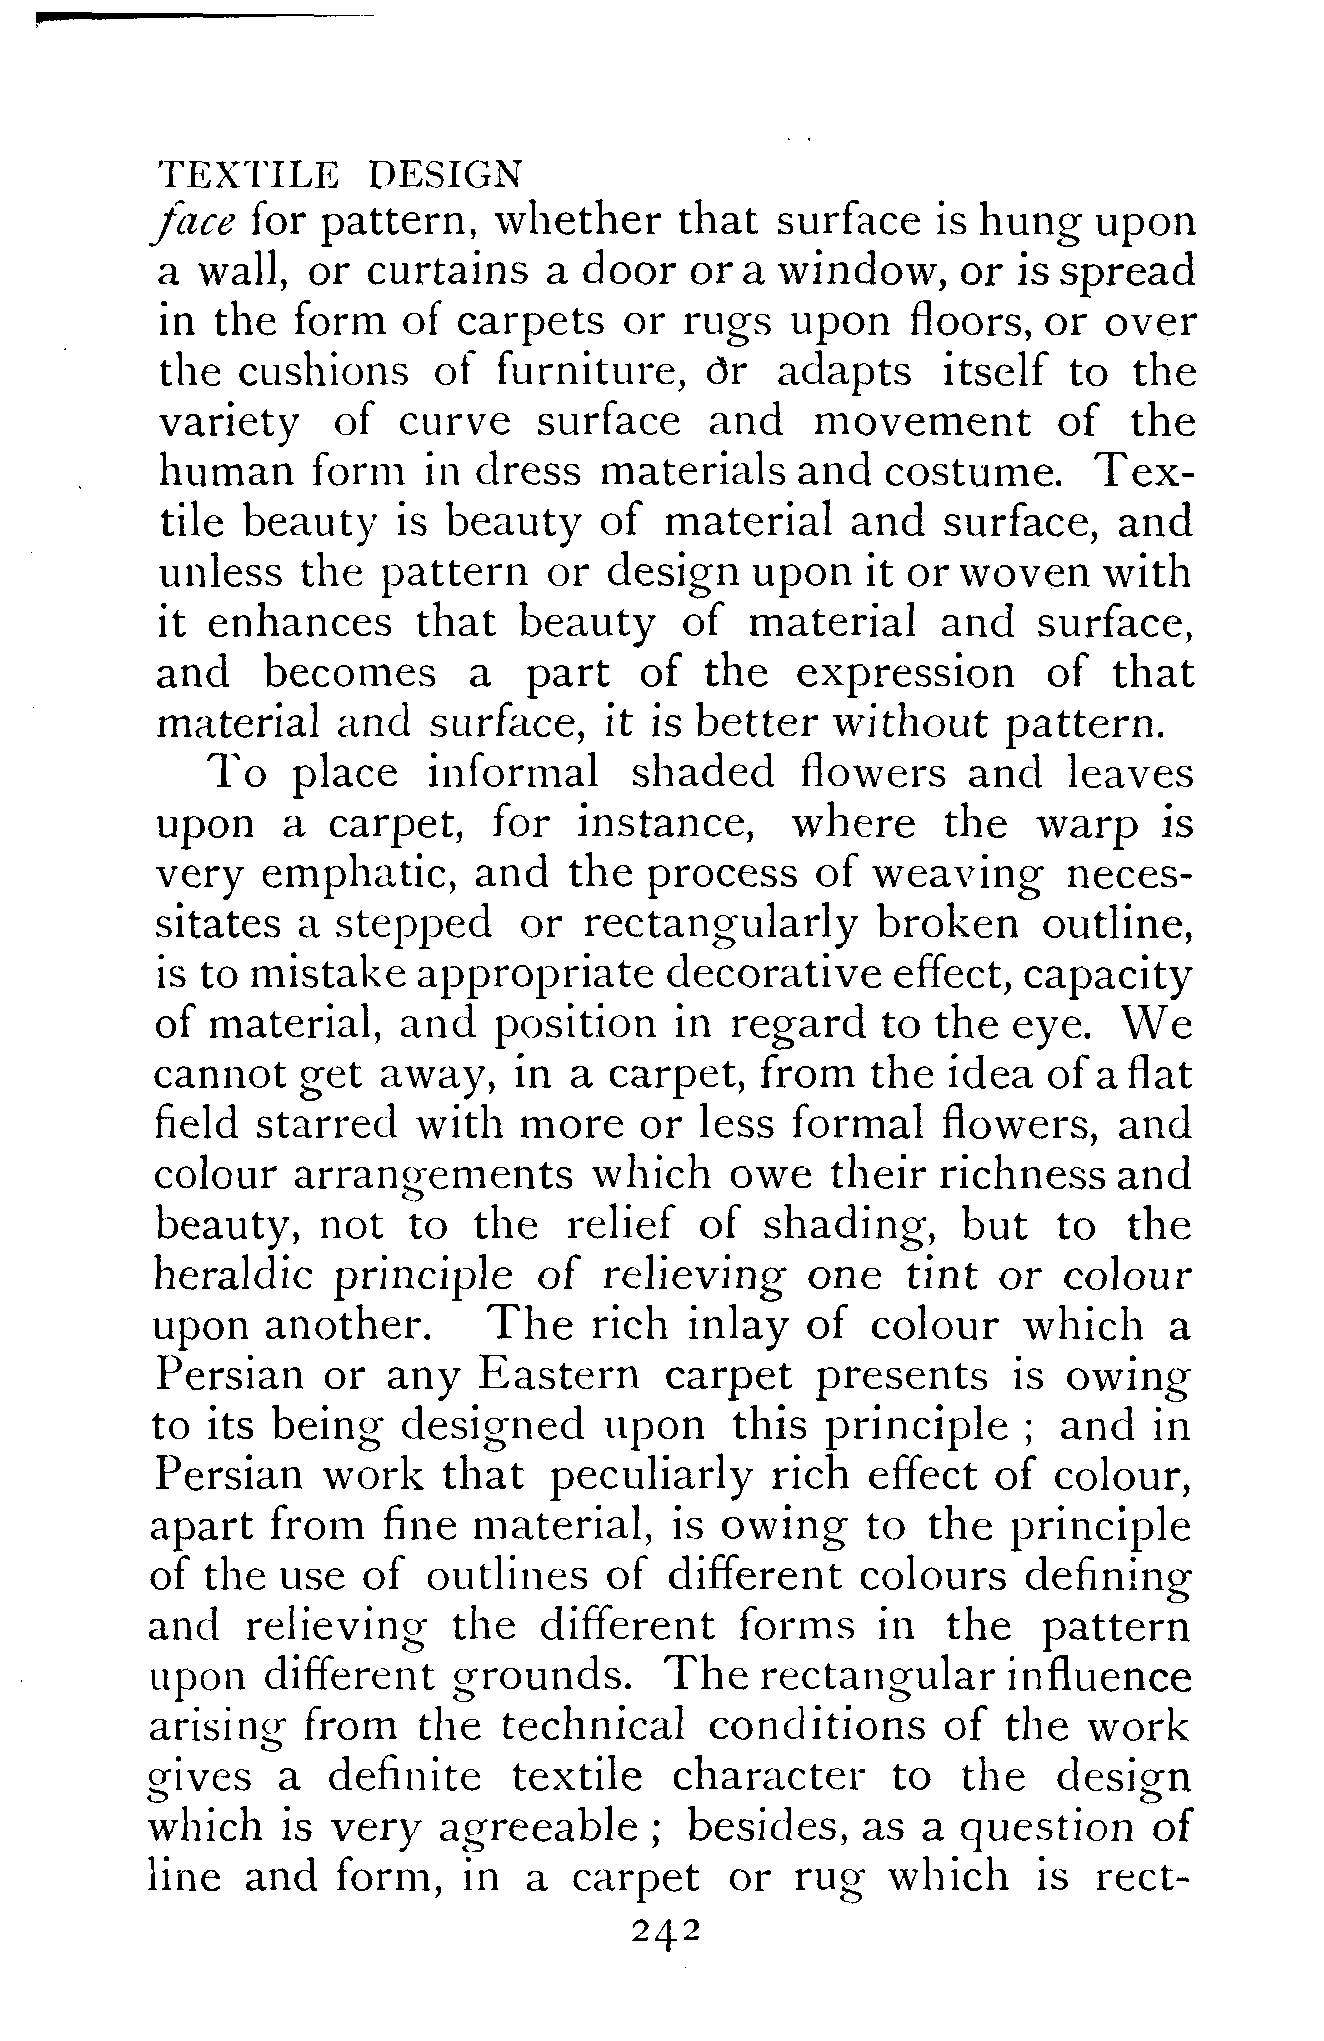 TEXTILE DESIGN
face for pattern, whether that surface is hung upon
a wall, or curtains a door or a window, or is spread
in the form of carpets or rugs upon floors, or over
the cushions of furniture, or adapts itself to the
variety of curve surface and movement of the
human form in dress materials and costume. Tex-
tile beauty is beauty of material and surface, and
unless the pattern or design upon it or woven with
it enhances that beauty of material and surface,
and becomes a part of the expression of that
material and surface, it is better without pattern.
To place informal shaded flowers and leaves
upon a carpet, for instance, where the warp is
very emphatic, and the process of weaving neces-
sitates a stepped or rectangularly broken outline,
is to mistake appropriate decorative effect, capacity
of material, and position in regard to the eye. We
cannot get away, in a carpet, from the idea of a flat
field starred with more or less formal flowers, and
colour arrangements which owe their richness and
beauty, not to the relief of shading, but to the
heraldic principle of relieving one tint or colour
upon another. The rich inlay of colour which a
Persian or any Eastern carpet presents is owing
to its being designed upon this principle ; and in
Persian work that peculiarly rich effect of colour,
apart from fine material, is owing to the principle
of the use of outlines of different colours defining
and relieving the different forms in the pattern
upon different grounds. The rectangular influence
arising from the technical conditions of the work
gives a definite textile character to the design
which is very agreeable ; besides, as a question of
line and form, in a carpet or rug which is rect-
242